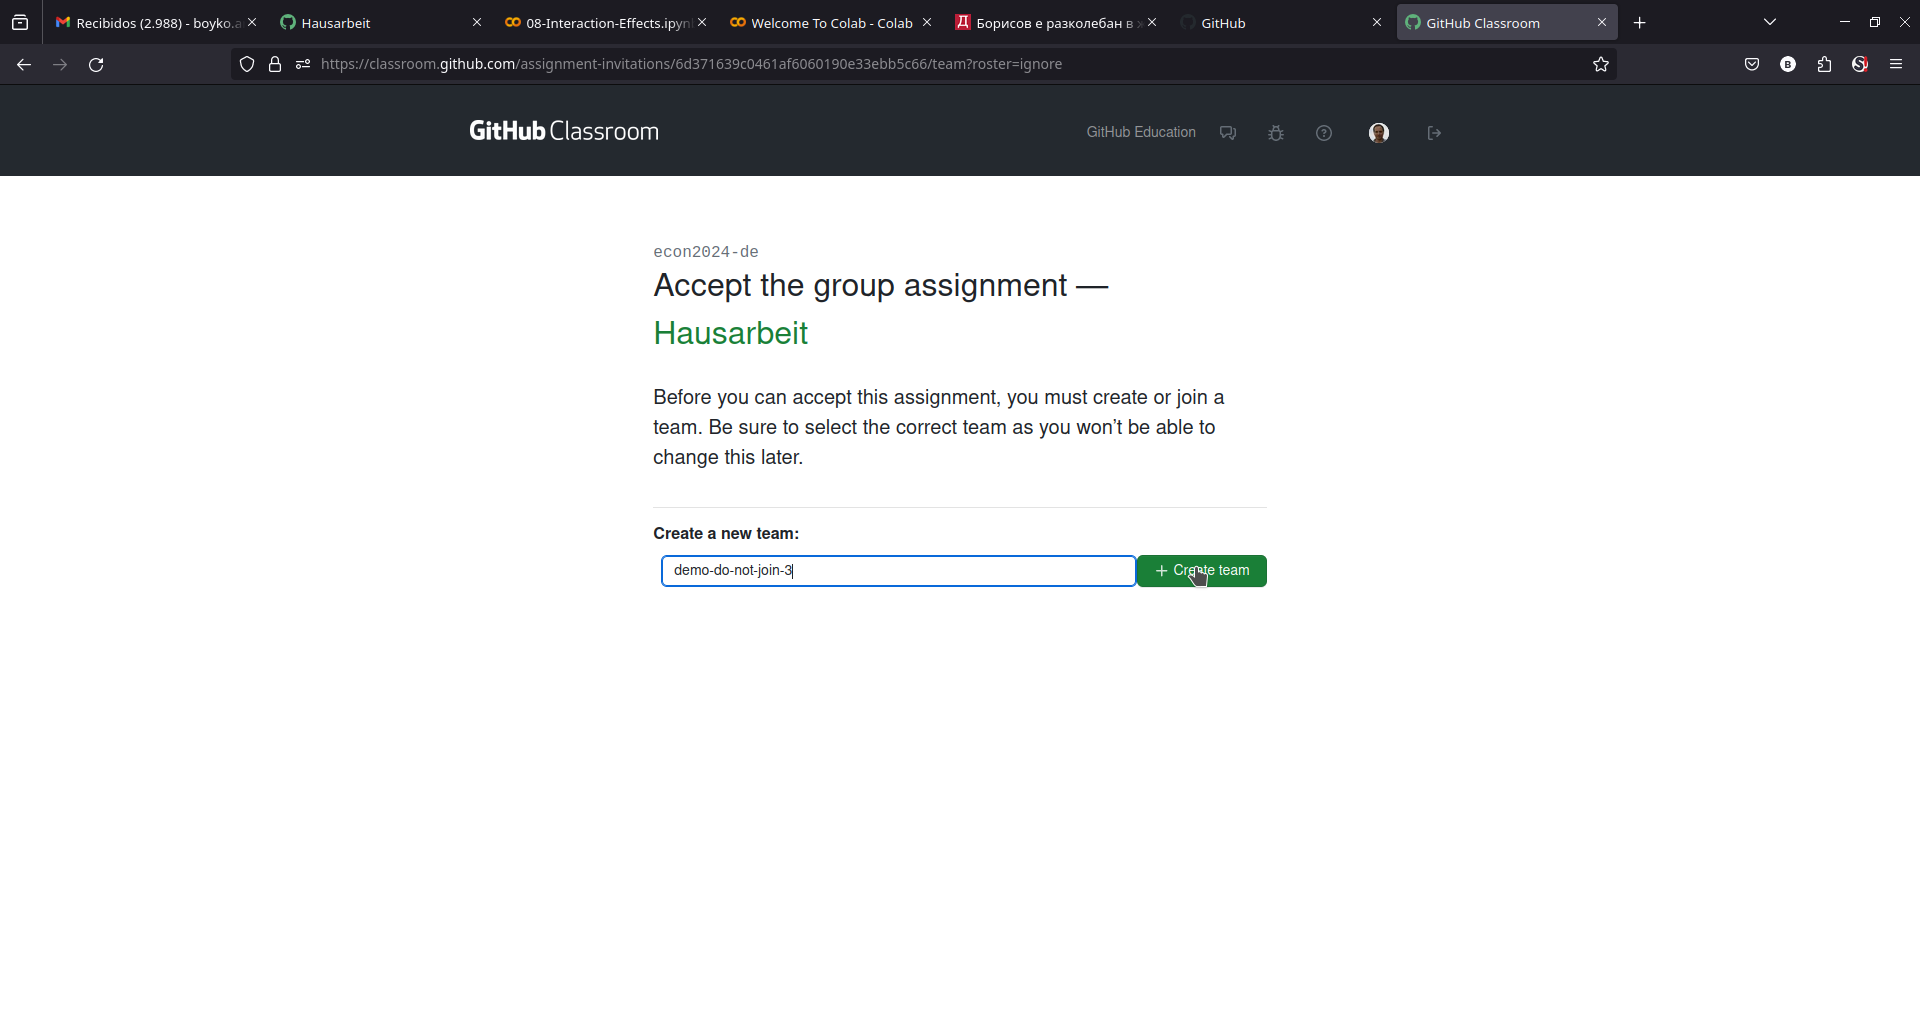 Recibidos (2.988) - boyko.a
Hausarbeit
08-Interaction-Effects.ipyn
Welcome To Colab - Colab
Борисов е разколебан в
GitHub
GitHub Classroom
https://classroom.github.com/assignment-invitations/6d371639c0461af6060190e33ebb5c66/team?roster=ignore
GitHub Classroom
GitHub Education
econ2024-de
Accept the group assignment —
Hausarbeit
Before you can accept this assignment, you must create or join a
team. Be sure to select the correct team as you won’t be able to
change this later.
Create a new team:
demo-do-not-join-3
+ Create team